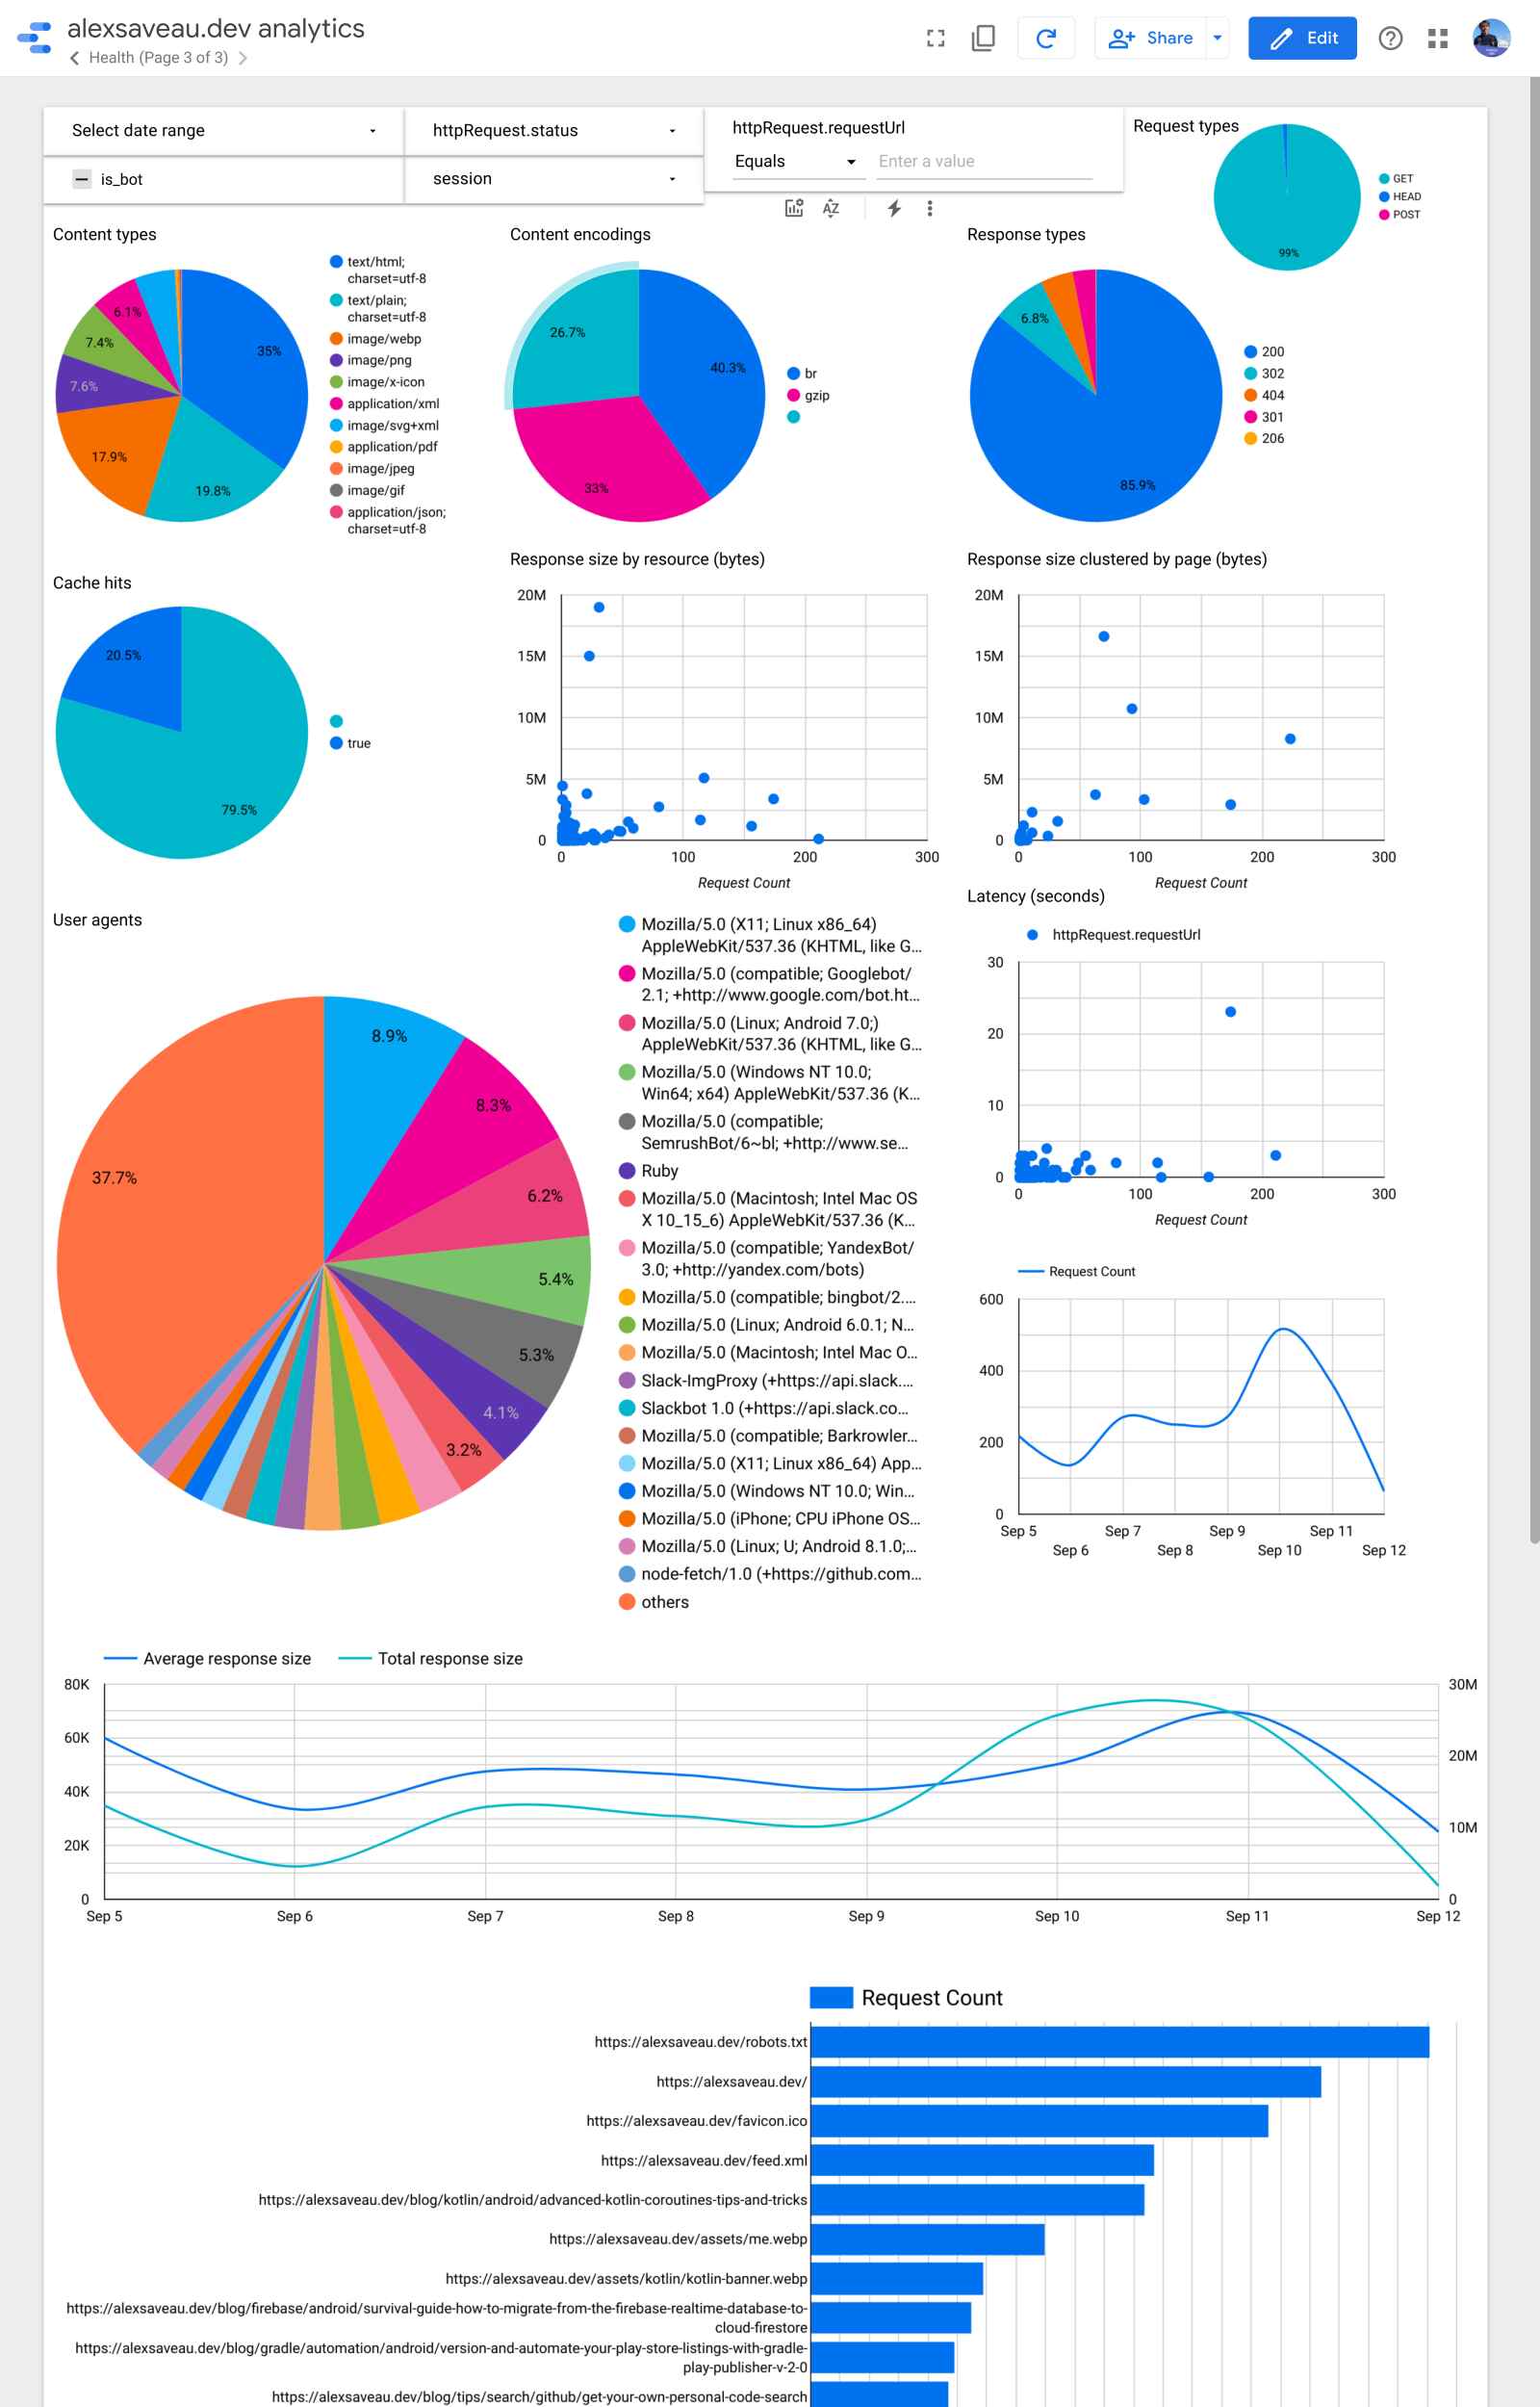 alexsaveau.dev analytics
Health (Page 3 of 3)
Share
Edit
Select date range
httpRequest.status
httpRequest.requestUrl
Equals
Enter a value
is_bot
session
Request types
99%
GET
HEAD
POST
Content types
35%
19.8%
17.9%
7.6%
7.4%
6.1%
text/html;
charset=utf-8
text/plain;
charset=utf-8
image/webp
image/png
image/x-icon
application/xml
image/svg+xml
application/pdf
image/jpeg
image/gif
application/json;
charset=utf-8
Content encodings
26.7%
40.3%
33%
br
gzip
Response types
6.8%
85.9%
200
302
404
301
206
Cache hits
20.5%
79.5%
true
Response size by resource (bytes)
20M
15M
10M
5M
0
0
100
200
300
Request Count
Response size clustered by page (bytes)
20M
15M
10M
5M
0
0
100
200
300
Request Count
User agents
8.9%
8.3%
6.2%
5.4%
5.3%
4.1%
3.2%
37.7%
Mozilla/5.0 (X11; Linux x86_64)
AppleWebKit/537.36 (KHTML, like G...
Mozilla/5.0 (compatible; Googlebot/
2.1; +http://www.google.com/bot.ht...
Mozilla/5.0 (Linux; Android 7.0;)
AppleWebKit/537.36 (KHTML, like G...
Mozilla/5.0 (Windows NT 10.0;
Win64; x64) AppleWebKit/537.36 (K...
Mozilla/5.0 (compatible;
SemrushBot/6~bl; +http://www.se...
Ruby
Mozilla/5.0 (Macintosh; Intel Mac OS
X 10_15_6) AppleWebKit/537.36 (K...
Mozilla/5.0 (compatible; YandexBot/
3.0; +http://yandex.com/bots)
Mozilla/5.0 (compatible; bingbot/2....
Mozilla/5.0 (Linux; Android 6.0.1; N...
Mozilla/5.0 (Macintosh; Intel Mac O...
Slack-ImgProxy (+https://api.slack....
Slackbot 1.0 (+https://api.slack.co...
Mozilla/5.0 (compatible; Barkrowler...
Mozilla/5.0 (X11; Linux x86_64) App...
Mozilla/5.0 (Windows NT 10.0; Win...
Mozilla/5.0 (iPhone; CPU iPhone OS...
Mozilla/5.0 (Linux; U; Android 8.1.0;...
node-fetch/1.0 (+https://github.com...
others
Latency (seconds)
httpRequest.requestUrl
30
20
10
0
0
100
200
300
Request Count
Request Count
600
400
200
0
Sep 5
Sep 6
Sep 7
Sep 8
Sep 9
Sep 10
Sep 11
Sep 12
Average response size
Total response size
80K
60K
40K
20K
0
30M
20M
10M
0
Sep 5
Sep 6
Sep 7
Sep 8
Sep 9
Sep 10
Sep 11
Sep 12
Request Count
https://alexsaveau.dev/robots.txt
https://alexsaveau.dev/
https://alexsaveau.dev/favicon.ico
https://alexsaveau.dev/feed.xml
https://alexsaveau.dev/blog/kotlin/android/advanced-kotlin-coroutines-tips-and-tricks
https://alexsaveau.dev/assets/me.webp
https://alexsaveau.dev/assets/kotlin/kotlin-banner.webp
https://alexsaveau.dev/blog/firebase/android/survival-guide-how-to-migrate-from-the-firebase-realtime-database-to-
cloud-firestore
https://alexsaveau.dev/blog/gradle/automation/android/version-and-automate-your-play-store-listings-with-gradle-
play-publisher-v-2-0
https://alexsaveau.dev/blog/tips/search/github/get-your-own-personal-code-search